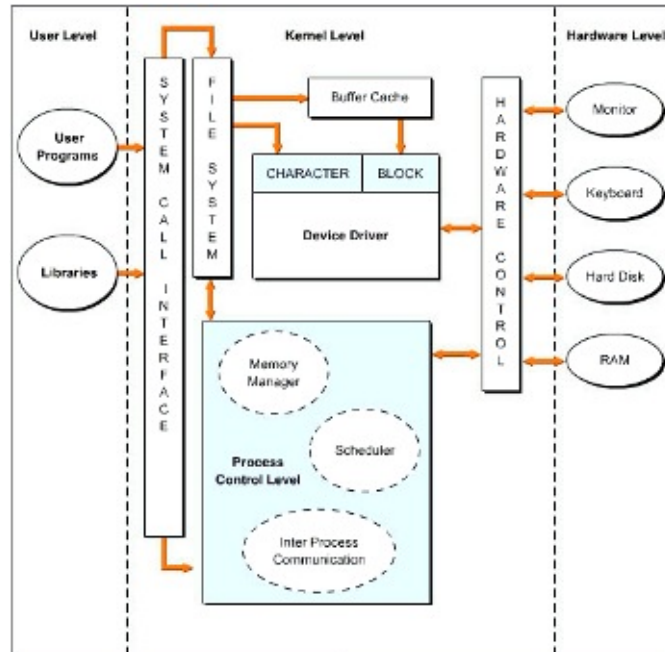 User Level
Kernel Level
Hardware Level
User
Programs
Libraries
SYSTEM CALL INTERFACE
FILE SYSTEM
Buffer Cache
CHARACTER
BLOCK
Device Driver
HARDWARE CONTROL
Monitor
Keyboard
Hard Disk
RAM
Memory
Manager
Scheduler
Process
Control Level
Inter Process
Communication